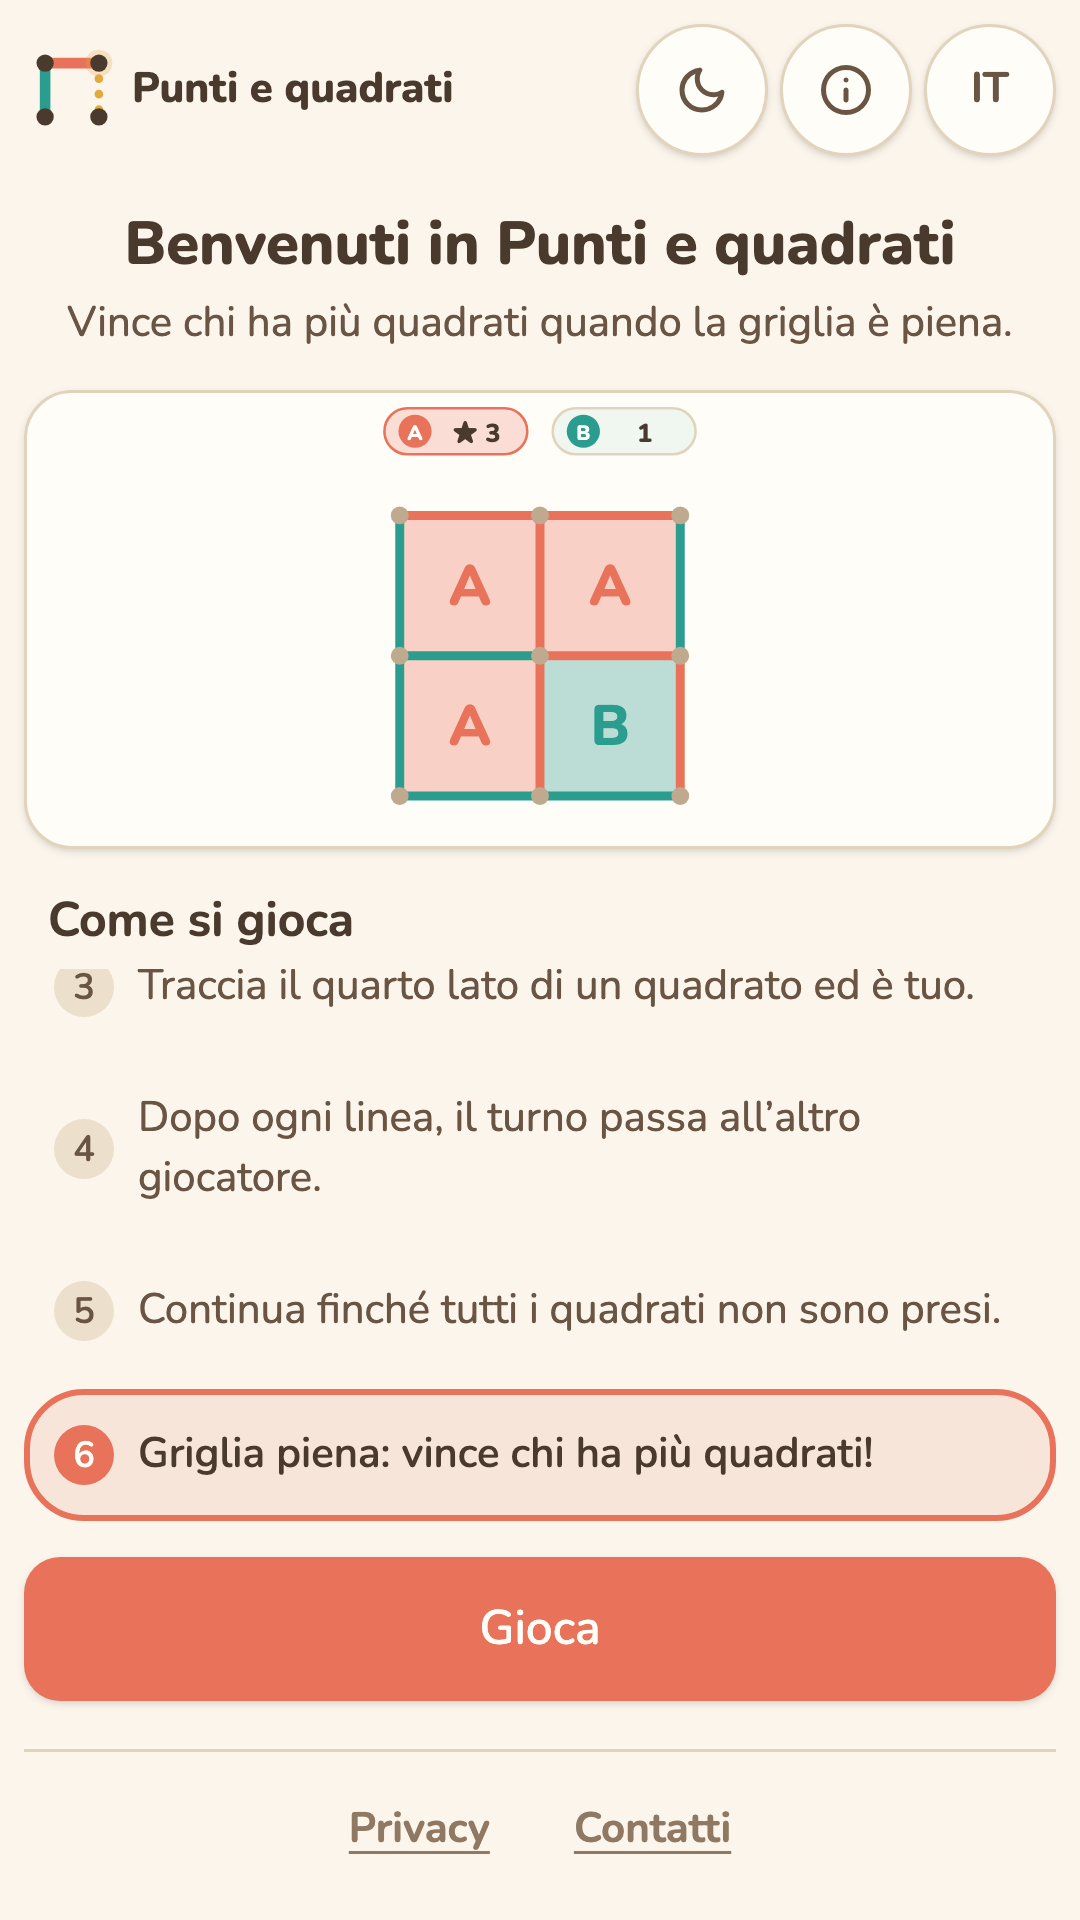 Punti e quadrati
IT
Benvenuti in Punti e quadrati
Vince chi ha più quadrati quando la griglia è piena.
A ★ 3
B 1
A A
A B
Come si gioca
3 Traccia il quarto lato di un quadrato ed è tuo.
4 Dopo ogni linea, il turno passa all’altro
giocatore.
5 Continua finché tutti i quadrati non sono presi.
6 Griglia piena: vince chi ha più quadrati!
Gioca
Privacy Contatti